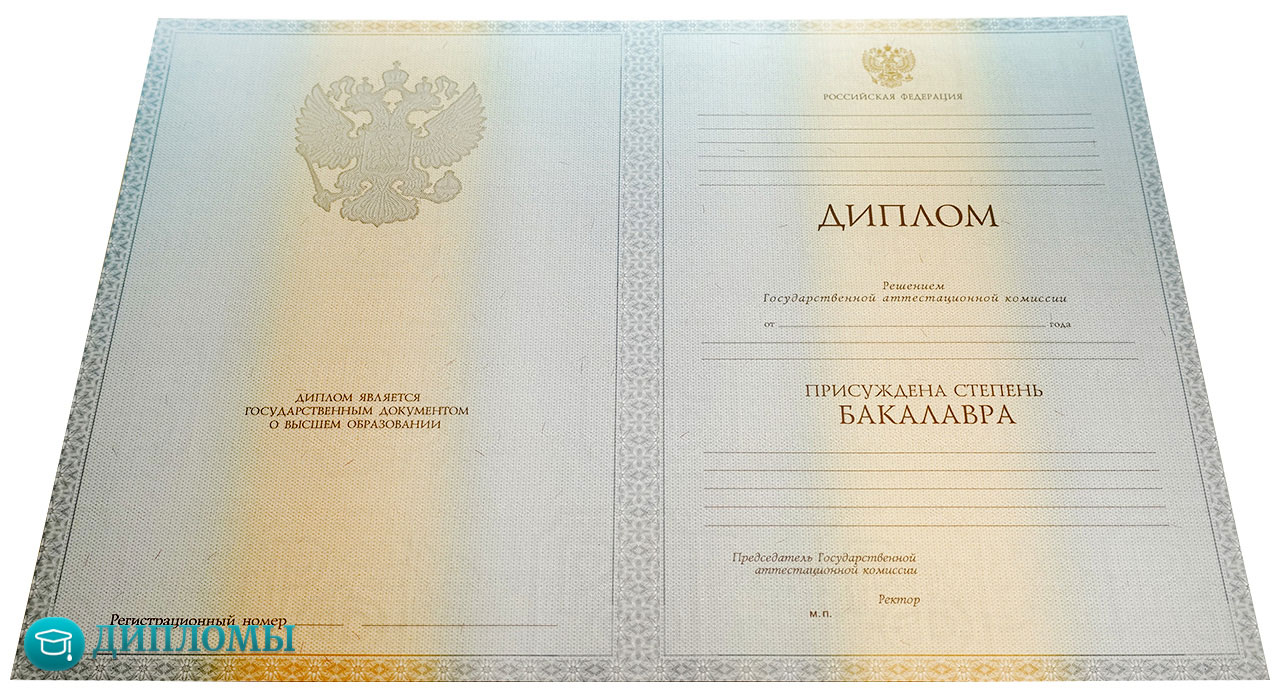 ДИПЛОМ ЯВЛЯЕТСЯ
ГОСУДАРСТВЕННЫМ ДОКУМЕНТОМ
О ВЫСШЕМ ОБРАЗОВАНИИ
Регистрационный номер
ДИПЛОМЫ
РОССИЙСКАЯ ФЕДЕРАЦИЯ
ДИПЛОМ
Решением
Государственной аттестационной комиссии
от года
ПРИСУЖДЕНА СТЕПЕНЬ
БАКАЛАВРА
Председатель Государственной
аттестационной комиссии
Ректор
м.п.